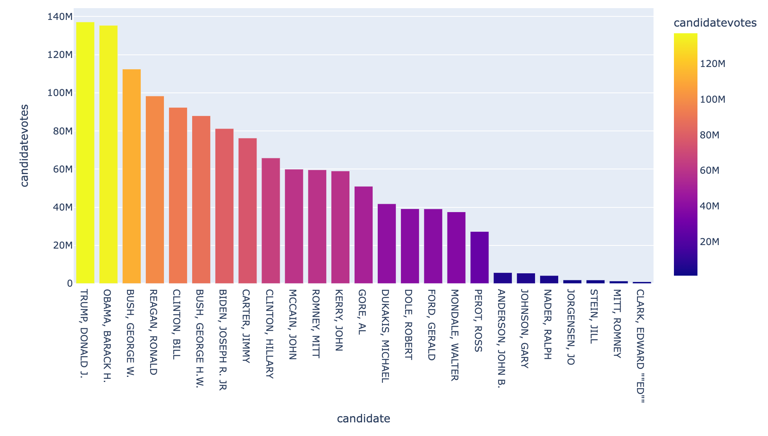 candidatevotes
140M
120M
100M
80M
60M
40M
20M
0
candidatevotes
120M
100M
80M
60M
40M
20M
TRUMP, DONALD J.
OBAMA, BARACK H.
BUSH, GEORGE W.
REAGAN, RONALD
CLINTON, BILL
BUSH, GEORGE H.W.
BIDEN, JOSEPH R. JR
CARTER, JIMMY
CLINTON, HILLARY
MCCAIN, JOHN
ROMNEY, MITT
KERRY, JOHN
GORE, AL
DUKAKIS, MICHAEL
DOLE, ROBERT
FORD, GERALD
MONDALE, WALTER
PEROT, ROSS
ANDERSON, JOHN B.
JOHNSON, GARY
NADER, RALPH
JORGENSEN, JO
STEIN, JILL
MITT, ROMNEY
CLARK, EDWARD ""ED""
candidate